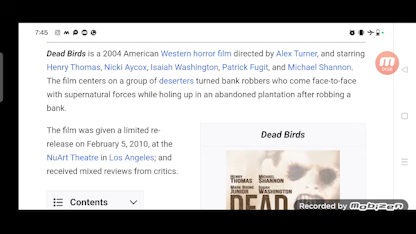 7:45
Dead Birds is a 2004 American Western horror film directed by Alex Turner, and starring
Henry Thomas, Nicki Aycox, Isaiah Washington, Patrick Fugit, and Michael Shannon.
The film centers on a group of deserters turned bank robbers who come face-to-face
with supernatural forces while holing up in an abandoned plantation after robbing a
bank.
The film was given a limited re-
release on February 5, 2010, at the
NuArt Theatre in Los Angeles; and
received mixed reviews from critics.
Dead Birds
HENRY THOMAS
MICHAEL SHANNON
MARK BOONE JUNIOR
ISAIAH WASHINGTON
DEAD
Contents
Recorded by MOBIZEN